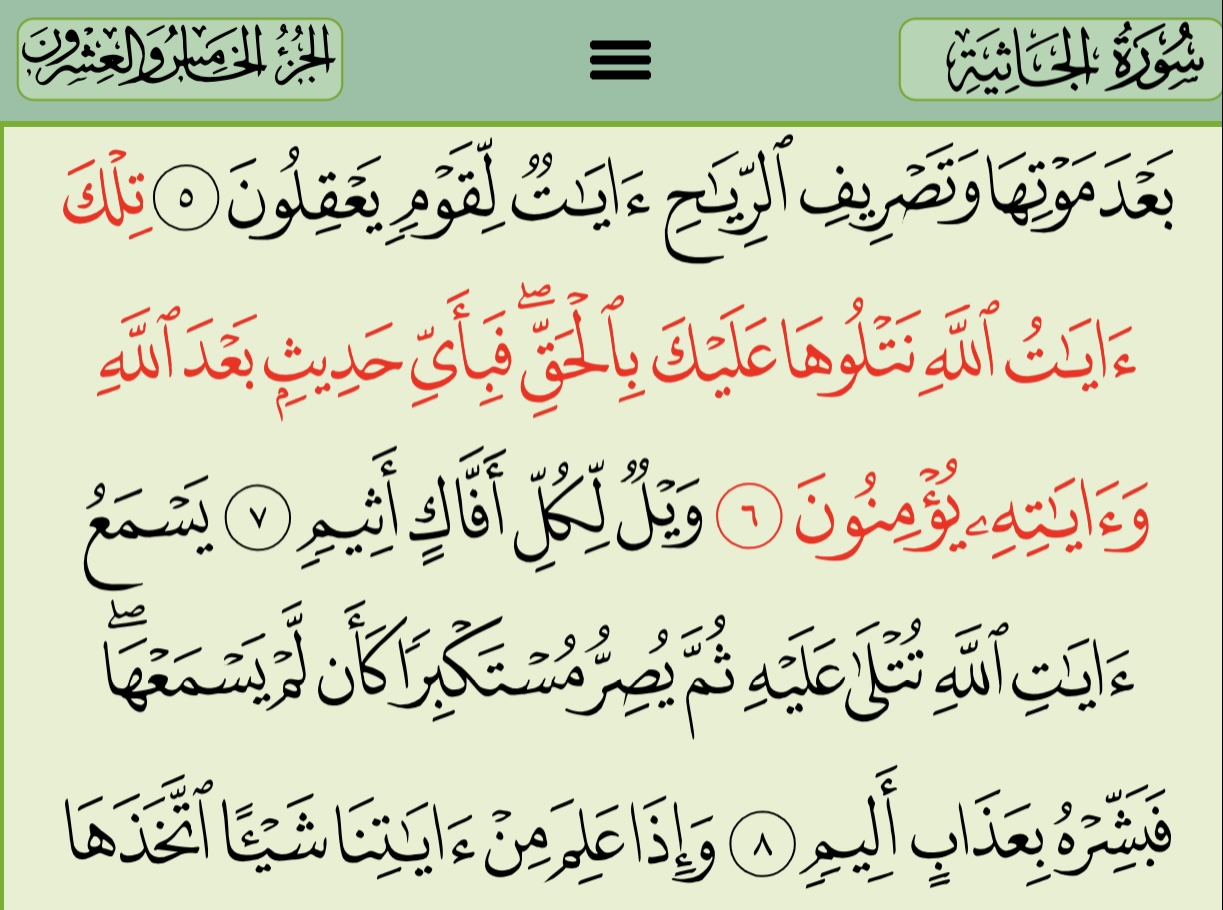 سُورَةُ الجَاثِيَةِ
الجُزْءُ الخَامِسُ وَالعِشْرُونَ
بَعْدَ مَوْتِهَا وَتَصْرِيفِ ٱلرِّيَـٰحِ ءَايَـٰتٌ لِّقَوْمٍ يَعْقِلُونَ ٥ تِلْكَ
ءَايَـٰتُ ٱللَّهِ نَتْلُوهَا عَلَيْكَ بِٱلْحَقِّ ۖ فَبِأَىِّ حَدِيثٍۭ بَعْدَ ٱللَّهِ
وَءَايَـٰتِهِۦ يُؤْمِنُونَ ٦ وَيْلٌ لِّكُلِّ أَفَّاكٍ أَثِيمٍ ٧ يَسْمَعُ
ءَايَـٰتِ ٱللَّهِ تُتْلَىٰ عَلَيْهِ ثُمَّ يُصِرُّ مُسْتَكْبِرًا كَأَن لَّمْ يَسْمَعْهَا ۖ
فَبَشِّرْهُ بِعَذَابٍ أَلِيمٍ ٨ وَإِذَا عَلِمَ مِنْ ءَايَـٰتِنَا شَيْـًٔا ٱتَّخَذَهَا